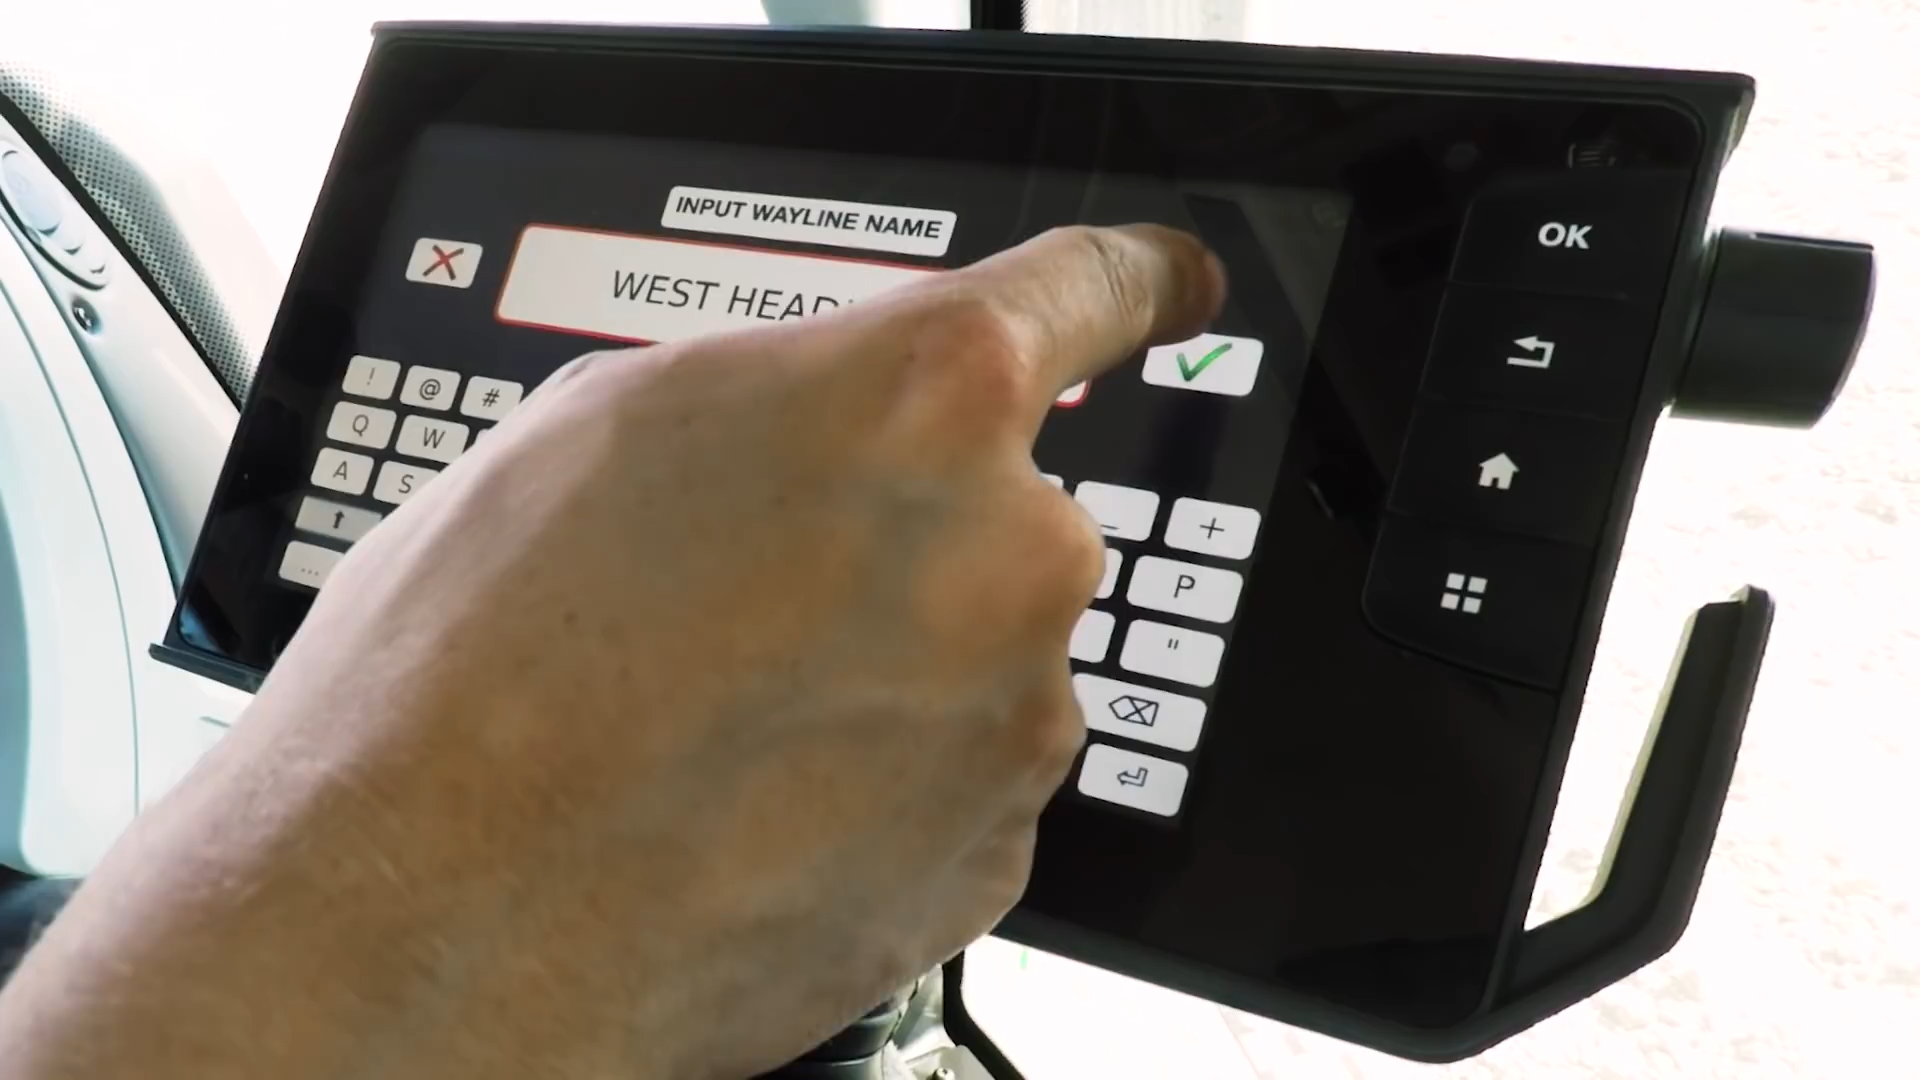 INPUT WAYLINE NAME
WEST HEAD
OK
! @ #
Q W
A S
...
_ +
P
"